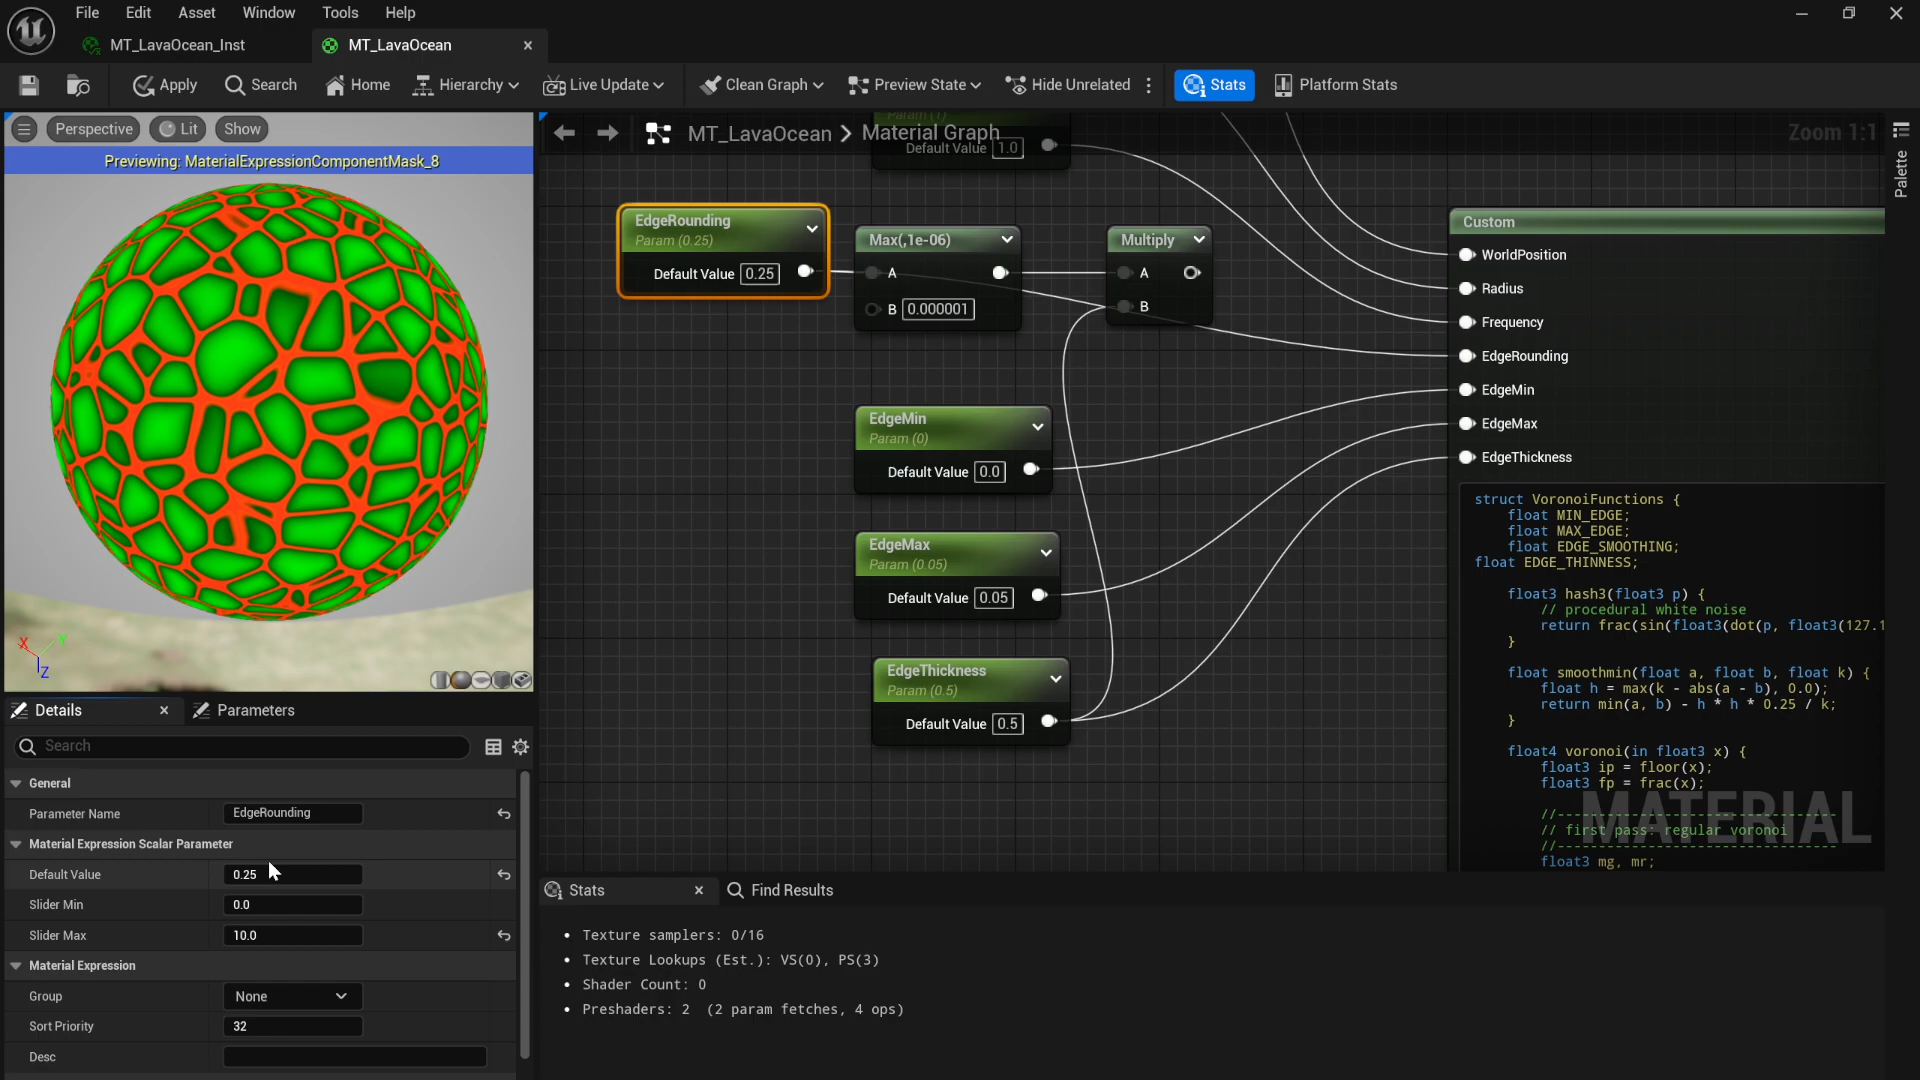 File Edit Asset Window Tools Help
MT_LavaOcean_Inst
MT_LavaOcean
Apply
Search
Home
Hierarchy
Live Update
Clean Graph
Preview State
Hide Unrelated
Stats
Platform Stats
Perspective
Lit
Show
Previewing: MaterialExpressionComponentMask_8
X
Y
Z
MT_LavaOcean > Material Graph
Zoom 1:1
Palette
Param (1)
Default Value 1.0
EdgeRounding
Param (0.25)
Default Value 0.25
Max(,1e-06)
A
B 0.000001
Multiply
A
B
EdgeMin
Param (0)
Default Value 0.0
EdgeMax
Param (0.05)
Default Value 0.05
EdgeThickness
Param (0.5)
Default Value 0.5
Custom
WorldPosition
Radius
Frequency
EdgeRounding
EdgeMin
EdgeMax
EdgeThickness
struct VoronoiFunctions {
float MIN_EDGE;
float MAX_EDGE;
float EDGE_SMOOTHING;
float EDGE_THINNESS;
float3 hash3(float3 p) {
// procedural white noise
return frac(sin(float3(dot(p, float3(127.1
}
float smoothmin(float a, float b, float k) {
float h = max(k - abs(a - b), 0.0);
return min(a, b) - h * h * 0.25 / k;
}
float4 voronoi(in float3 x) {
float3 ip = floor(x);
float3 fp = frac(x);
//----------------------------------
// first pass: regular voronoi
//----------------------------------
float3 mg, mr;
MATERIAL
Details
Parameters
Search
General
Parameter Name EdgeRounding
Material Expression Scalar Parameter
Default Value 0.25
Slider Min 0.0
Slider Max 10.0
Material Expression
Group None
Sort Priority 32
Desc
Stats
Find Results
• Texture samplers: 0/16
• Texture Lookups (Est.): VS(0), PS(3)
• Shader Count: 0
• Preshaders: 2 (2 param fetches, 4 ops)